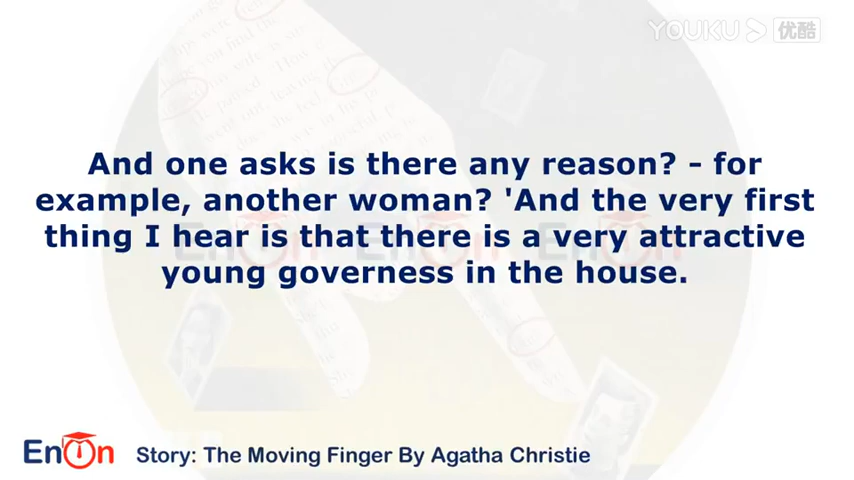 YOUKU 优酷
And one asks is there any reason? - for
example, another woman? 'And the very first
thing I hear is that there is a very attractive
young governess in the house.
EnOn
Story: The Moving Finger By Agatha Christie